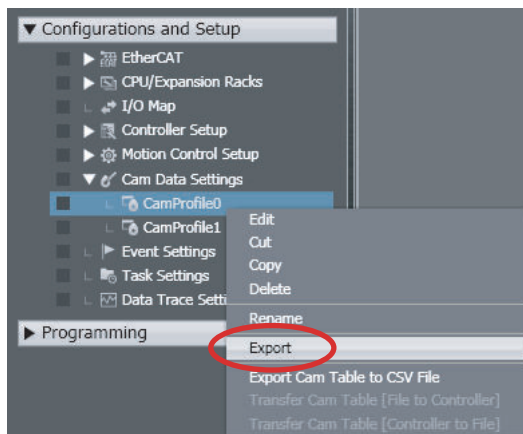 Configurations and Setup
EtherCAT
CPU/Expansion Racks
I/O Map
Controller Setup
Motion Control Setup
Cam Data Settings
CamProfile0
CamProfile1
Event Settings
Task Settings
Data Trace Setti
Programming
Edit
Cut
Copy
Delete
Rename
Export
Export Cam Table to CSV File
Transfer Cam Table [File to Controller]
Transfer Cam Table [Controller to File]